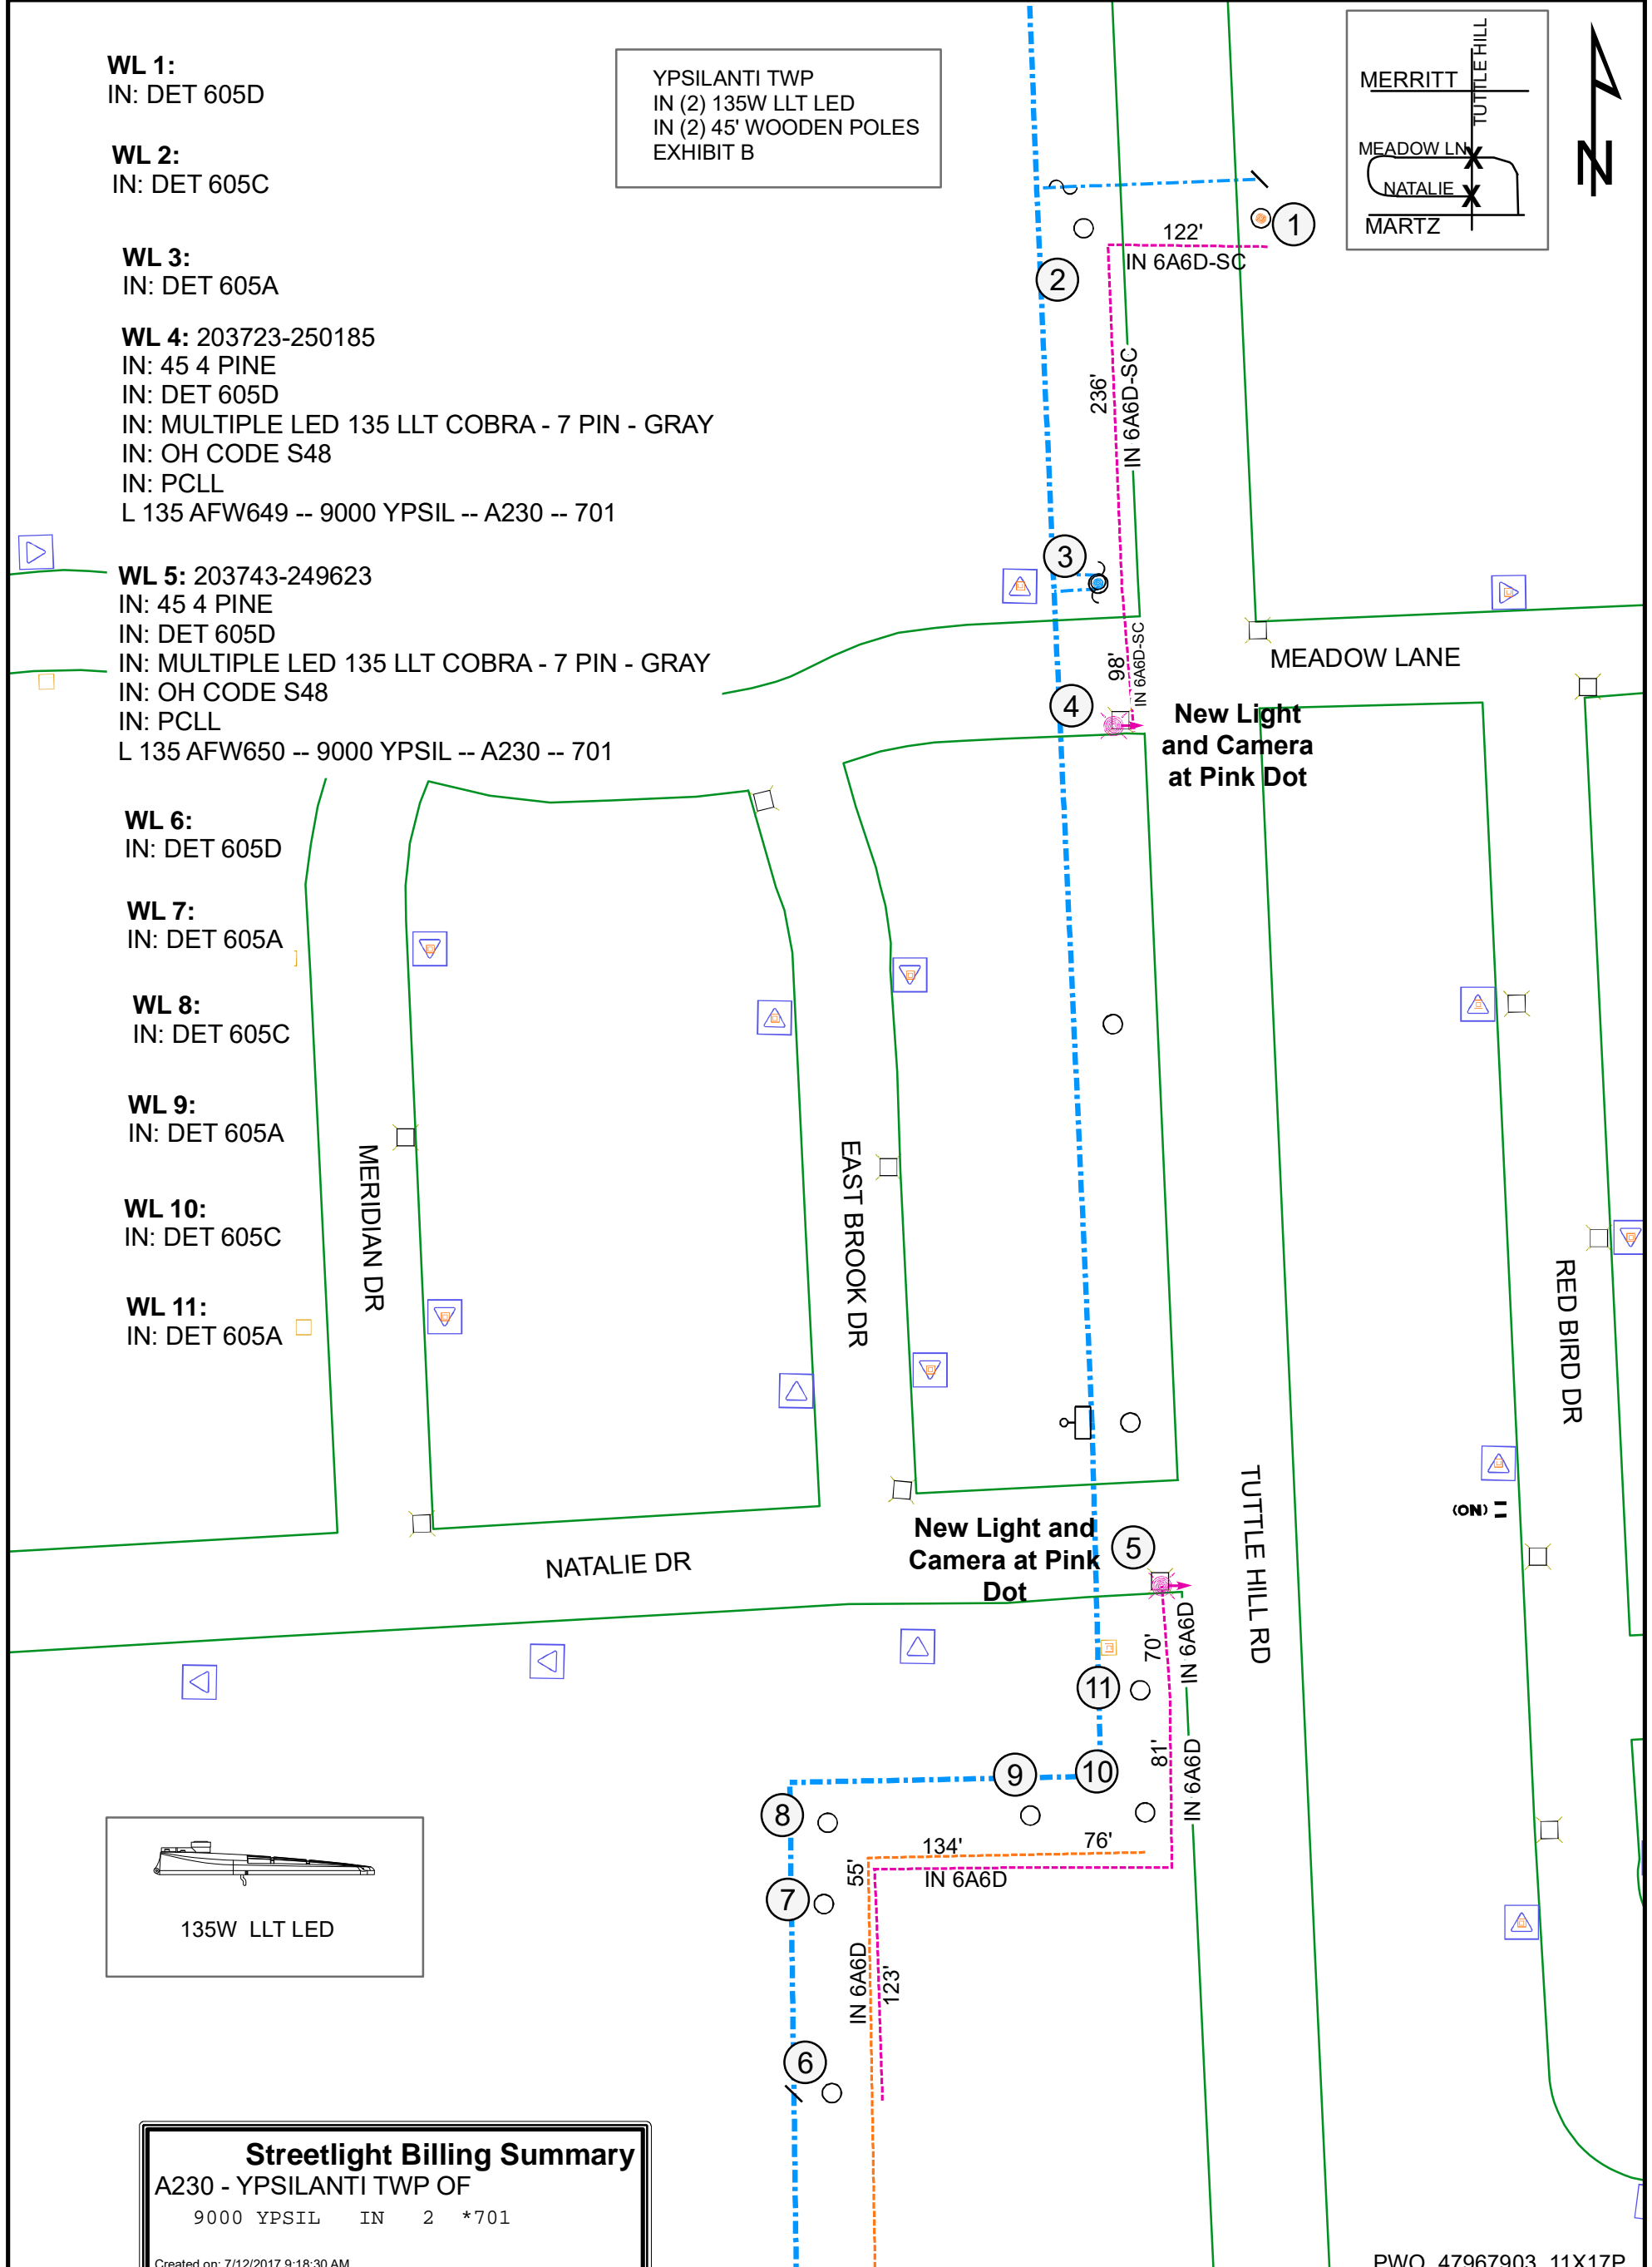 WL 1:
IN: DET 605D
WL 2:
IN: DET 605C
WL 3:
IN: DET 605A
WL 4: 203723-250185
IN: 45 4 PINE
IN: DET 605D
IN: MULTIPLE LED 135 LLT COBRA - 7 PIN - GRAY
IN: OH CODE S48
IN: PCLL
L 135 AFW649 -- 9000 YPSIL -- A230 -- 701
WL 5: 203743-249623
IN: 45 4 PINE
IN: DET 605D
IN: MULTIPLE LED 135 LLT COBRA - 7 PIN - GRAY
IN: OH CODE S48
IN: PCLL
L 135 AFW650 -- 9000 YPSIL -- A230 -- 701
WL 6:
IN: DET 605D
WL 7:
IN: DET 605A
WL 8:
IN: DET 605C
WL 9:
IN: DET 605A
WL 10:
IN: DET 605C
WL 11:
IN: DET 605A
YPSILANTI TWP
IN (2) 135W LLT LED
IN (2) 45' WOODEN POLES
EXHIBIT B
MERRITT
TUTTLE HILL
MEADOW LN
X
NATALIE
X
MARTZ
N
1
122'
IN 6A6D-SC
2
236'
IN 6A6D-SC
3
98'
IN 6A6D-SC
4
MEADOW LANE
New Light
and Camera
at Pink Dot
MERIDIAN DR
EAST BROOK DR
RED BIRD DR
TUTTLE HILL RD
(ON)
NATALIE DR
New Light and
Camera at Pink
Dot
5
70'
IN 6A6D
11
81'
IN 6A6D
10
9
8
134'
76'
IN 6A6D
55'
7
IN 6A6D
123'
6
135W LLT LED
Streetlight Billing Summary
A230 - YPSILANTI TWP OF
9000 YPSIL IN 2 *701
Created on: 7/12/2017 9:18:30 AM
PWO 47967903 11X17P